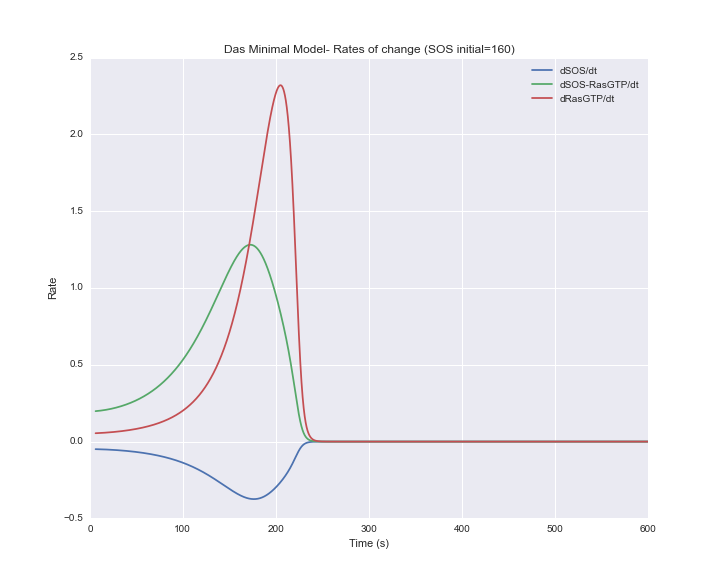 Das Minimal Model- Rates of change (SOS initial=160)
2.5
2.0
1.5
1.0
0.5
0.0
−0.5
Rate
dSOS/dt
dSOS-RasGTP/dt
dRasGTP/dt
0 100 200 300 400 500 600
Time (s)